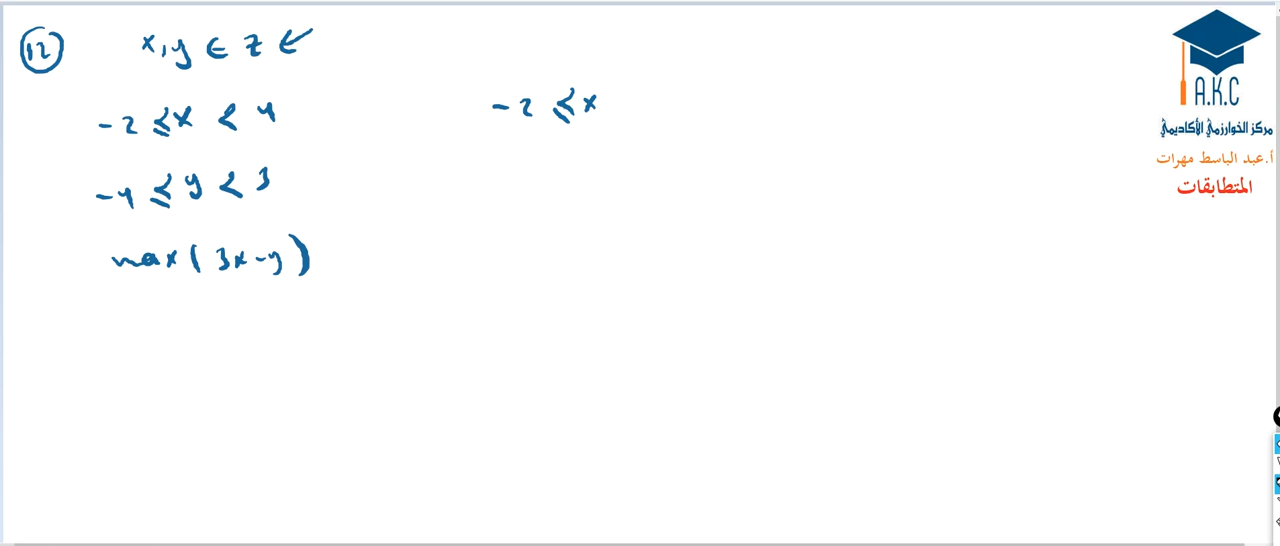 12
x, y ∈ Z ←
-2 ≤ x < 4
-2 ≤ x
-4 ≤ y < 3
max(3x-y)
A.K.C
مركز الخوارزمي الأكاديمي
أ.عبد الباسط مهرات
المتطابقات